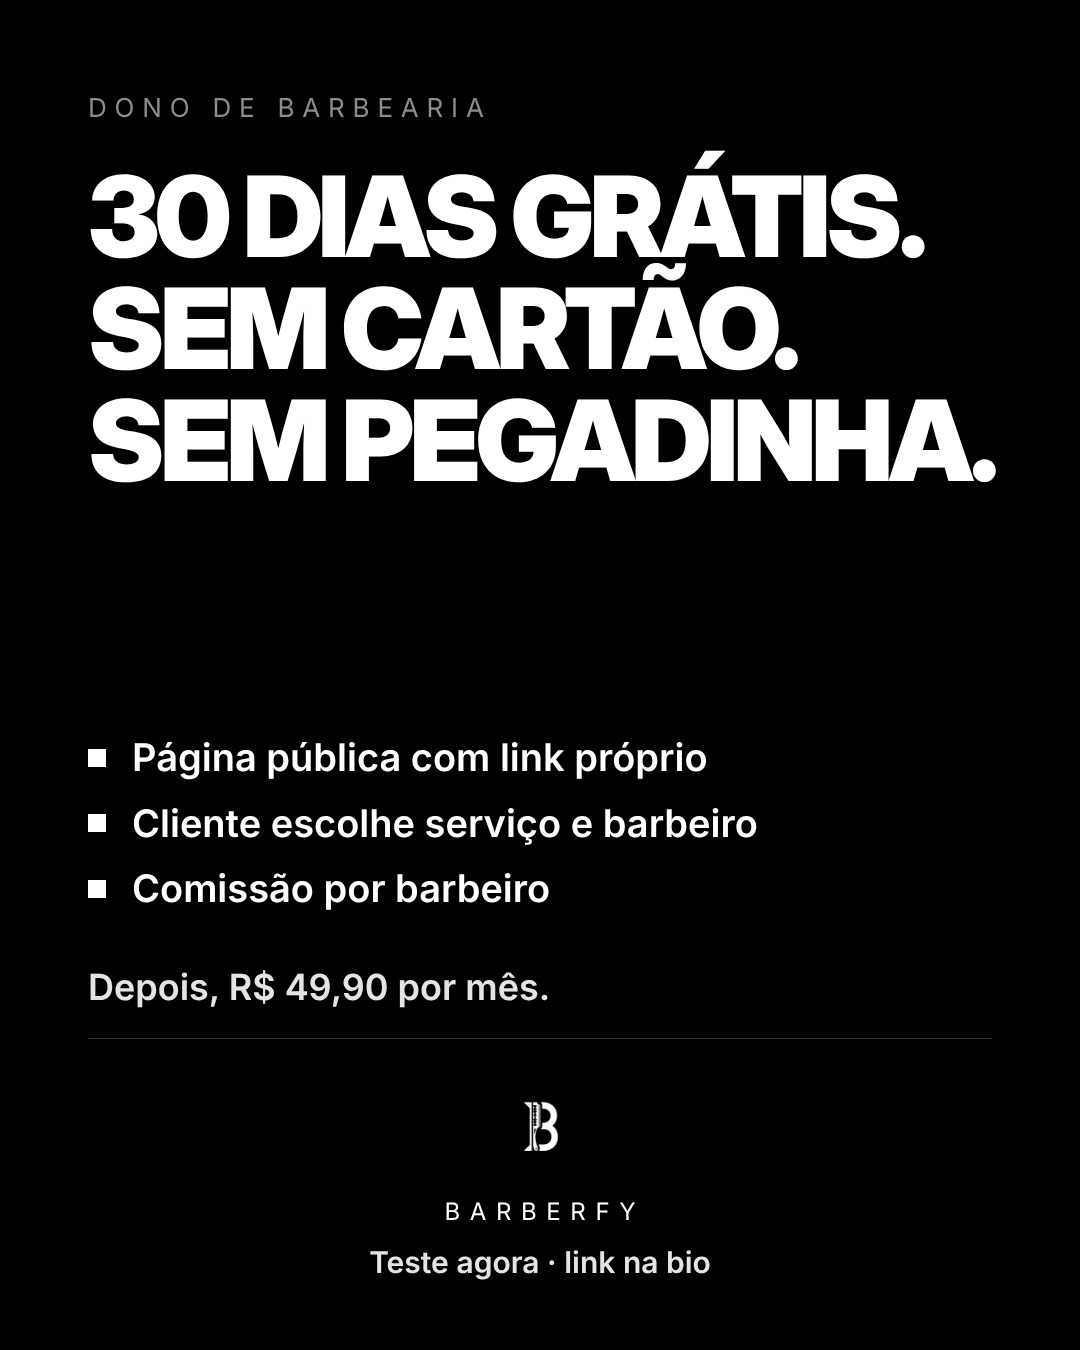 DONO DE BARBEARIA
30 DIAS GRÁTIS.
SEM CARTÃO.
SEM PEGADINHA.
Página pública com link próprio
Cliente escolhe serviço e barbeiro
Comissão por barbeiro
Depois, R$ 49,90 por mês.
B
BARBERFY
Teste agora · link na bio